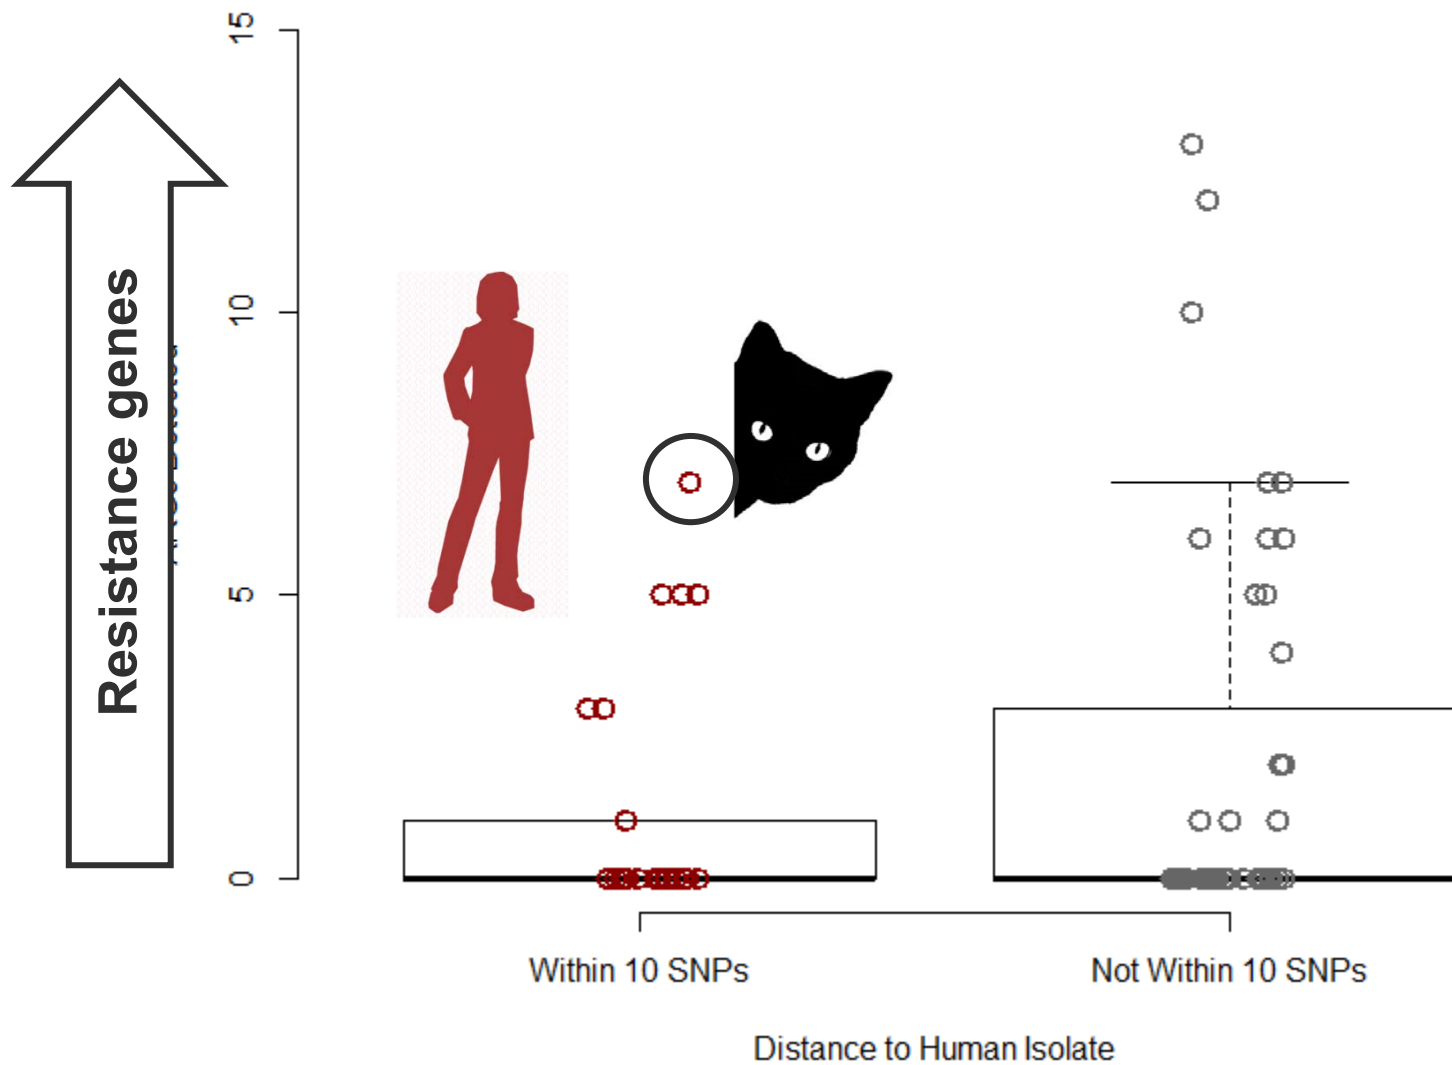 15
10
5
0
Resistance genes
Within 10 SNPs
Not Within 10 SNPs
Distance to Human Isolate